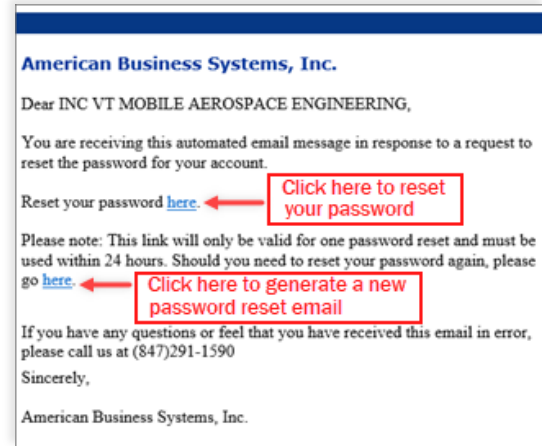 American Business Systems, Inc.
Dear INC VT MOBILE AEROSPACE ENGINEERING,
You are receiving this automated email message in response to a request to
reset the password for your account.
Reset your password here.
Click here to reset
your password
Please note: This link will only be valid for one password reset and must be
used within 24 hours. Should you need to reset your password again, please
go here.
Click here to generate a new
password reset email
If you have any questions or feel that you have received this email in error,
please call us at (847)291-1590
Sincerely,
American Business Systems, Inc.